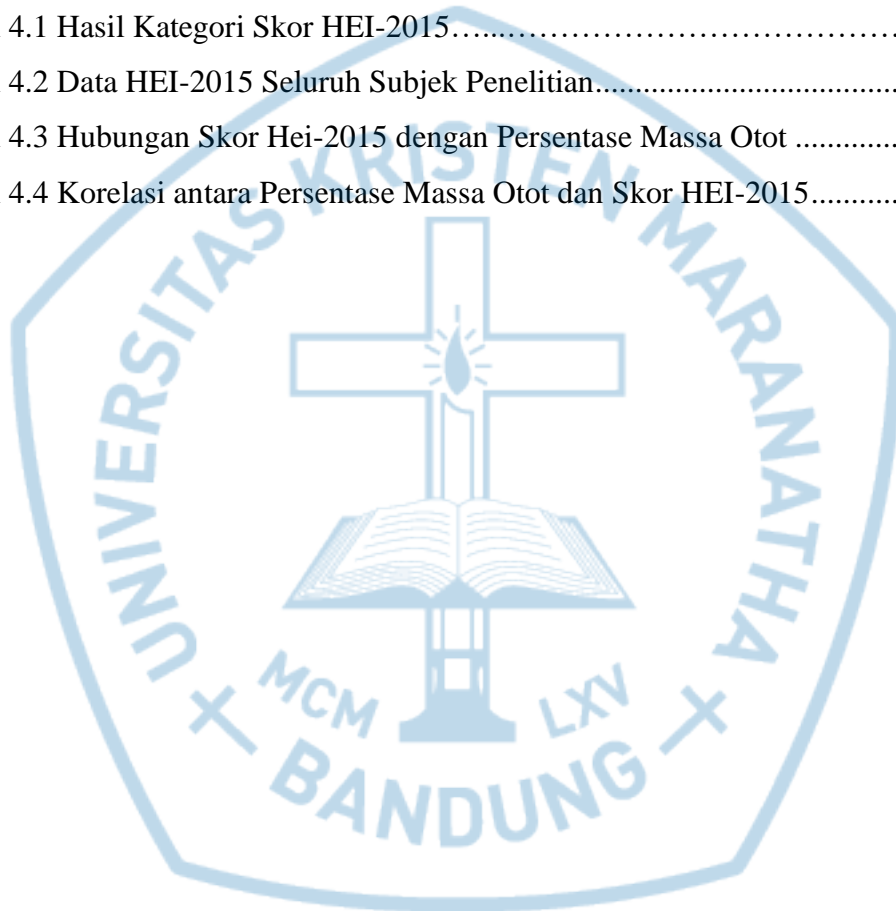 4.1 Hasil Kategori Skor HEI-2015…...…………………………………
4.2 Data HEI-2015 Seluruh Subjek Penelitian....................................
4.3 Hubungan Skor Hei-2015 dengan Persentase Massa Otot .............
4.4 Korelasi antara Persentase Massa Otot dan Skor HEI-2015...........
UNIVERSITAS KRISTEN MARANATHA
MCM LXV
BANDUNG